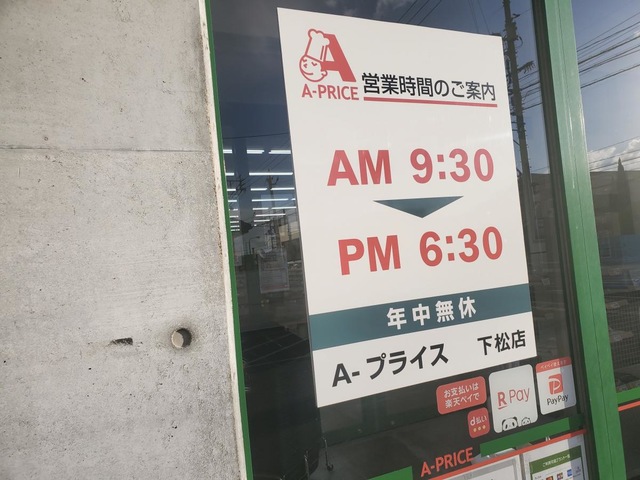 A-PRICE
営業時間のご案内
AM 9:30
PM 6:30
年中無休
A-プライス 下松店
お支払いは
楽天ペイで
R Pay
PayPay
d払い
A-PRICE